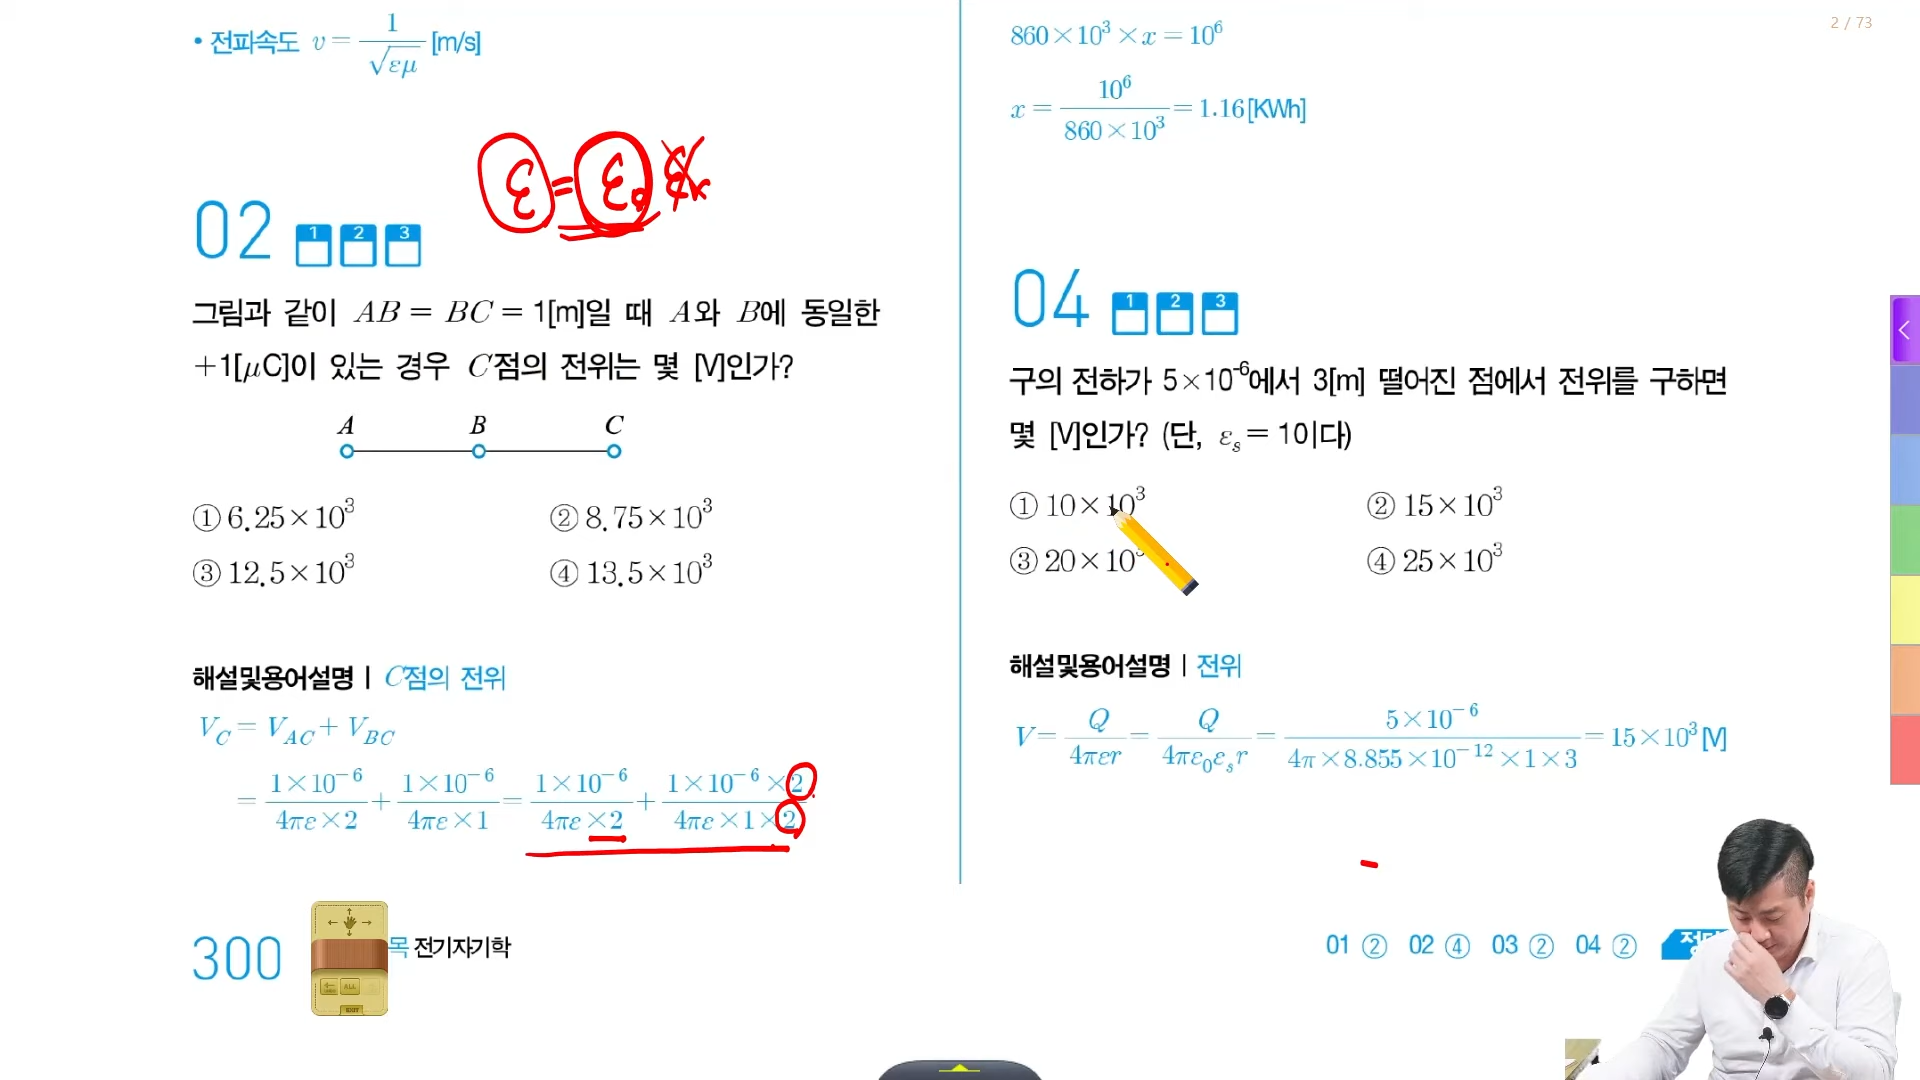 2 / 73
• 전파속도 v = 1/√εμ [m/s]
ε = ε₀ εs
02 1 2 3
그림과 같이 AB = BC = 1[m]일 때 A와 B에 동일한
+1[μC]이 있는 경우 C점의 전위는 몇 [V]인가?
A B C
① 6.25×10³ ② 8.75×10³
③ 12.5×10³ ④ 13.5×10³
해설및용어설명 | C점의 전위
V_C = V_AC + V_BC
= 1×10⁻⁶/4πε×2 + 1×10⁻⁶/4πε×1 = 1×10⁻⁶/4πε×2 + 1×10⁻⁶×2/4πε×1×2
300 목 전기자기학
860×10³×x = 10⁶
x = 10⁶/860×10³ = 1.16[KWh]
04 1 2 3
구의 전하가 5×10⁻⁶에서 3[m] 떨어진 점에서 전위를 구하면
몇 [V]인가? (단, εs = 1이다)
① 10×10³ ② 15×10³
③ 20×10³ ④ 25×10³
해설및용어설명 | 전위
V = Q/4πεr = Q/4πε₀εsr = 5×10⁻⁶/4π×8.855×10⁻¹²×1×3 = 15×10³[V]
01 ② 02 ④ 03 ② 04 ②
ALL
EXIT